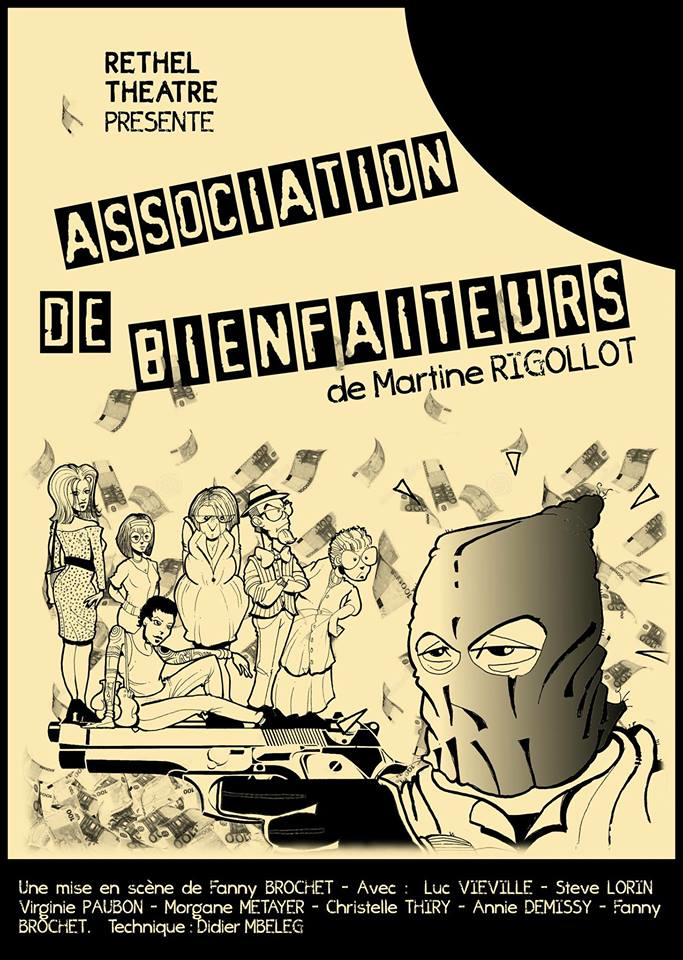 RETHEL
THEATRE
PRESENTE
ASSOCIATION
DE BIENFAITEURS
de Martine RIGOLLOT
Une mise en scène de Fanny BROCHET - Avec : Luc VIEVILLE - Steve LORIN
Virginie PAUBON - Morgane METAYER - Christelle THIRY - Annie DEMISSY - Fanny
BROCHET. Technique : Didier MBELEG